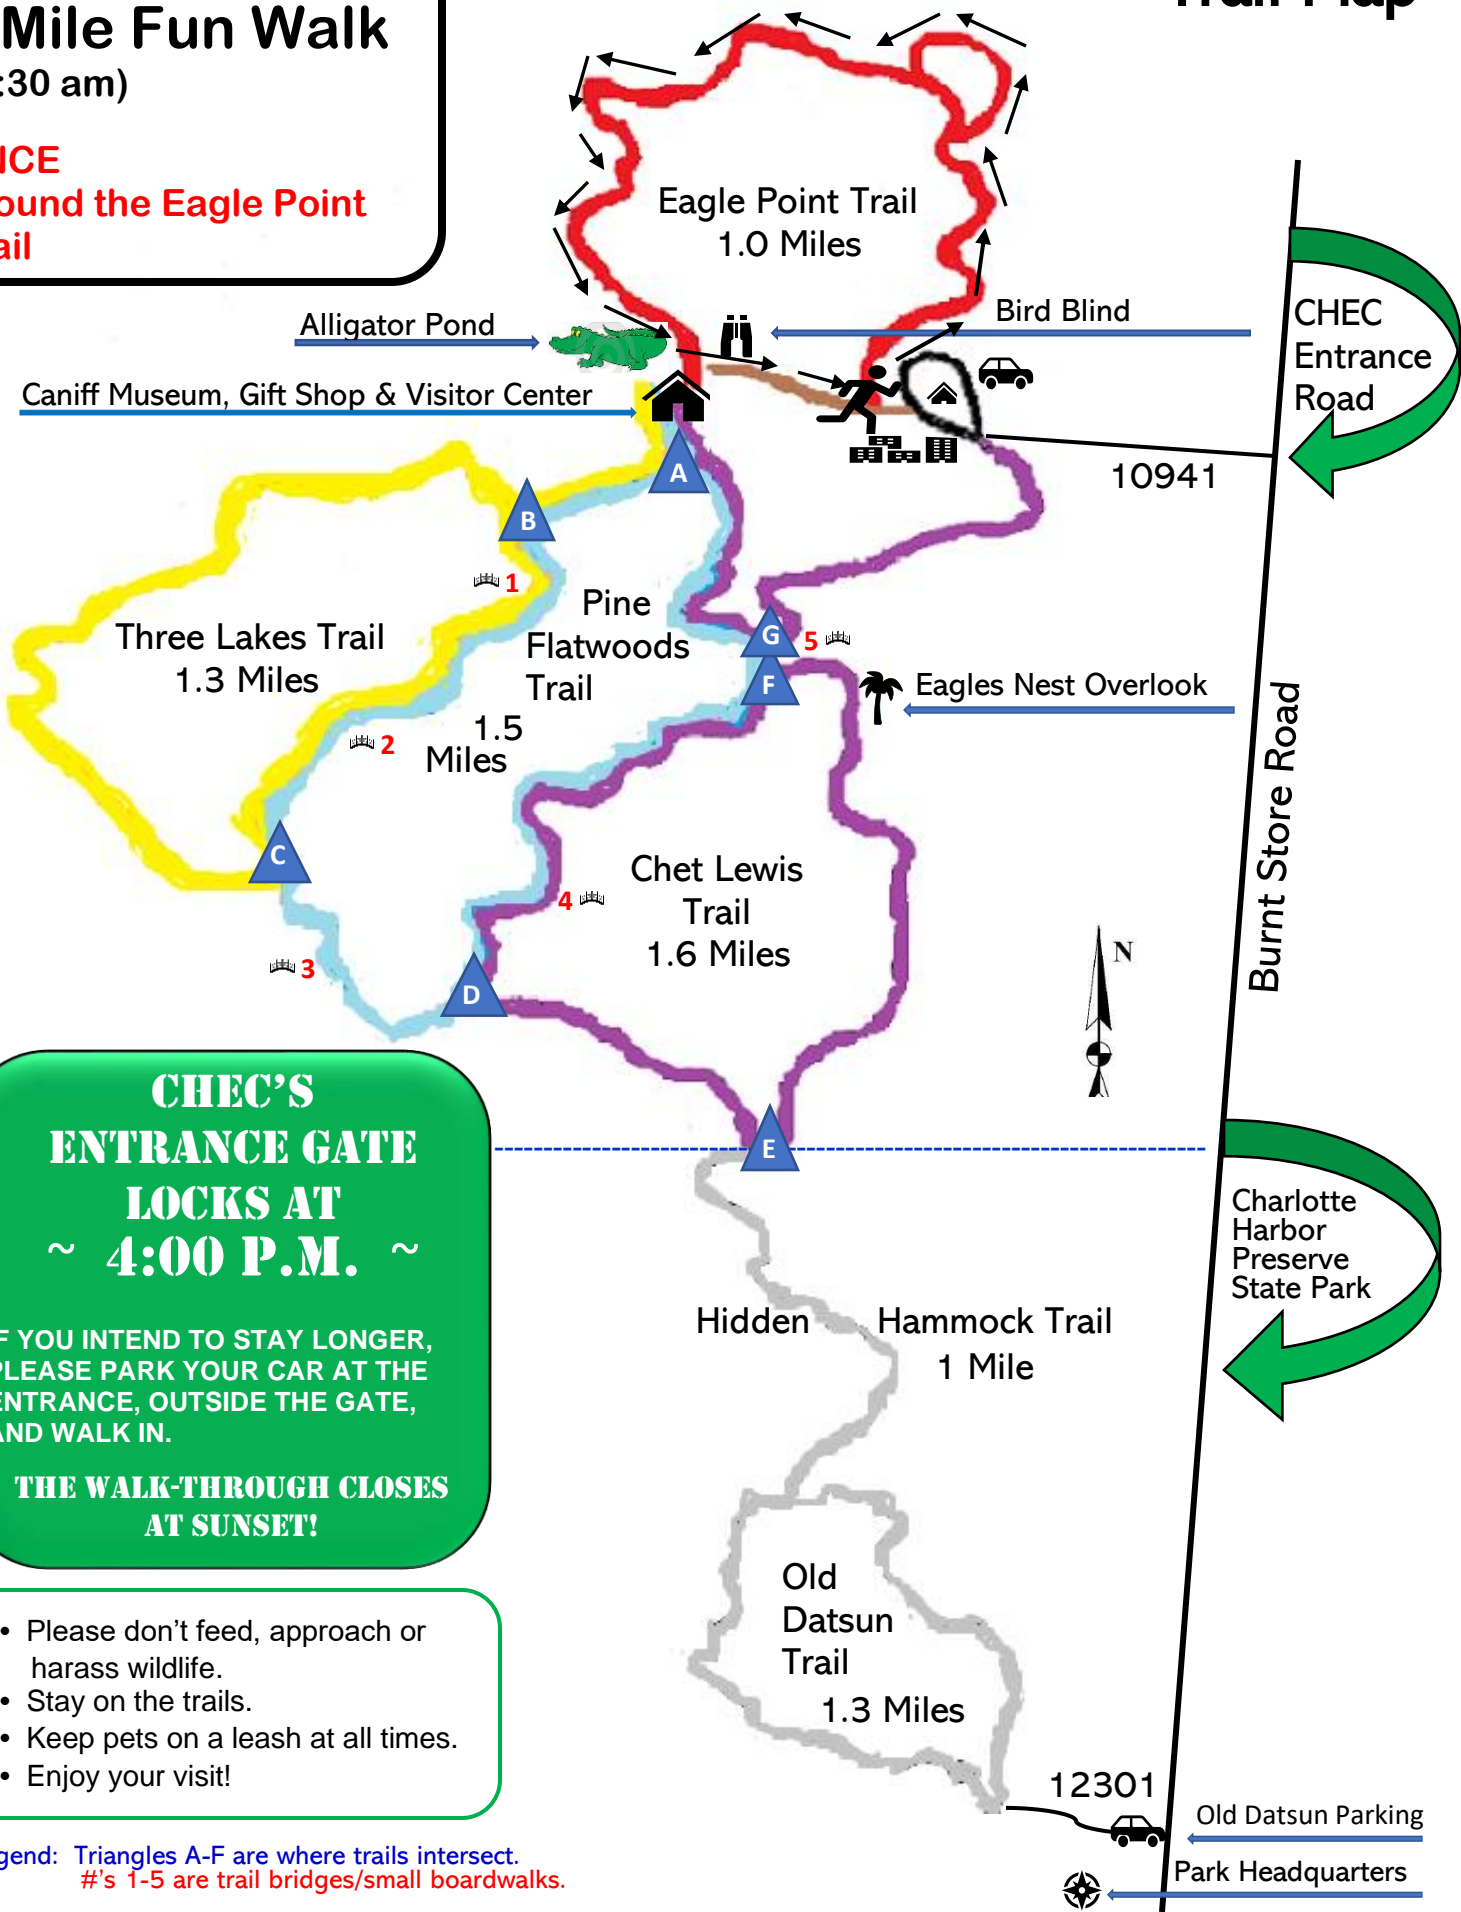 Trail Map
Mile Fun Walk
:30 am)
NCE
ound the Eagle Point
ail
Eagle Point Trail
1.0 Miles
Alligator Pond
Bird Blind
Caniff Museum, Gift Shop & Visitor Center
CHEC
Entrance
Road
10941
A
B
1
Three Lakes Trail
1.3 Miles
Pine
Flatwoods
Trail
1.5
Miles
G
5
F
Eagles Nest Overlook
2
C
Chet Lewis
Trail
1.6 Miles
4
3
D
N
Burnt Store Road
E
CHEC'S
ENTRANCE GATE
LOCKS AT
~ 4:00 P.M. ~
F YOU INTEND TO STAY LONGER,
PLEASE PARK YOUR CAR AT THE
ENTRANCE, OUTSIDE THE GATE,
AND WALK IN.
THE WALK-THROUGH CLOSES
AT SUNSET!
Charlotte
Harbor
Preserve
State Park
Hidden Hammock Trail
1 Mile
Old
Datsun
Trail
1.3 Miles
• Please don't feed, approach or
harass wildlife.
• Stay on the trails.
• Keep pets on a leash at all times.
• Enjoy your visit!
12301
Old Datsun Parking
Park Headquarters
gend: Triangles A-F are where trails intersect.
#'s 1-5 are trail bridges/small boardwalks.